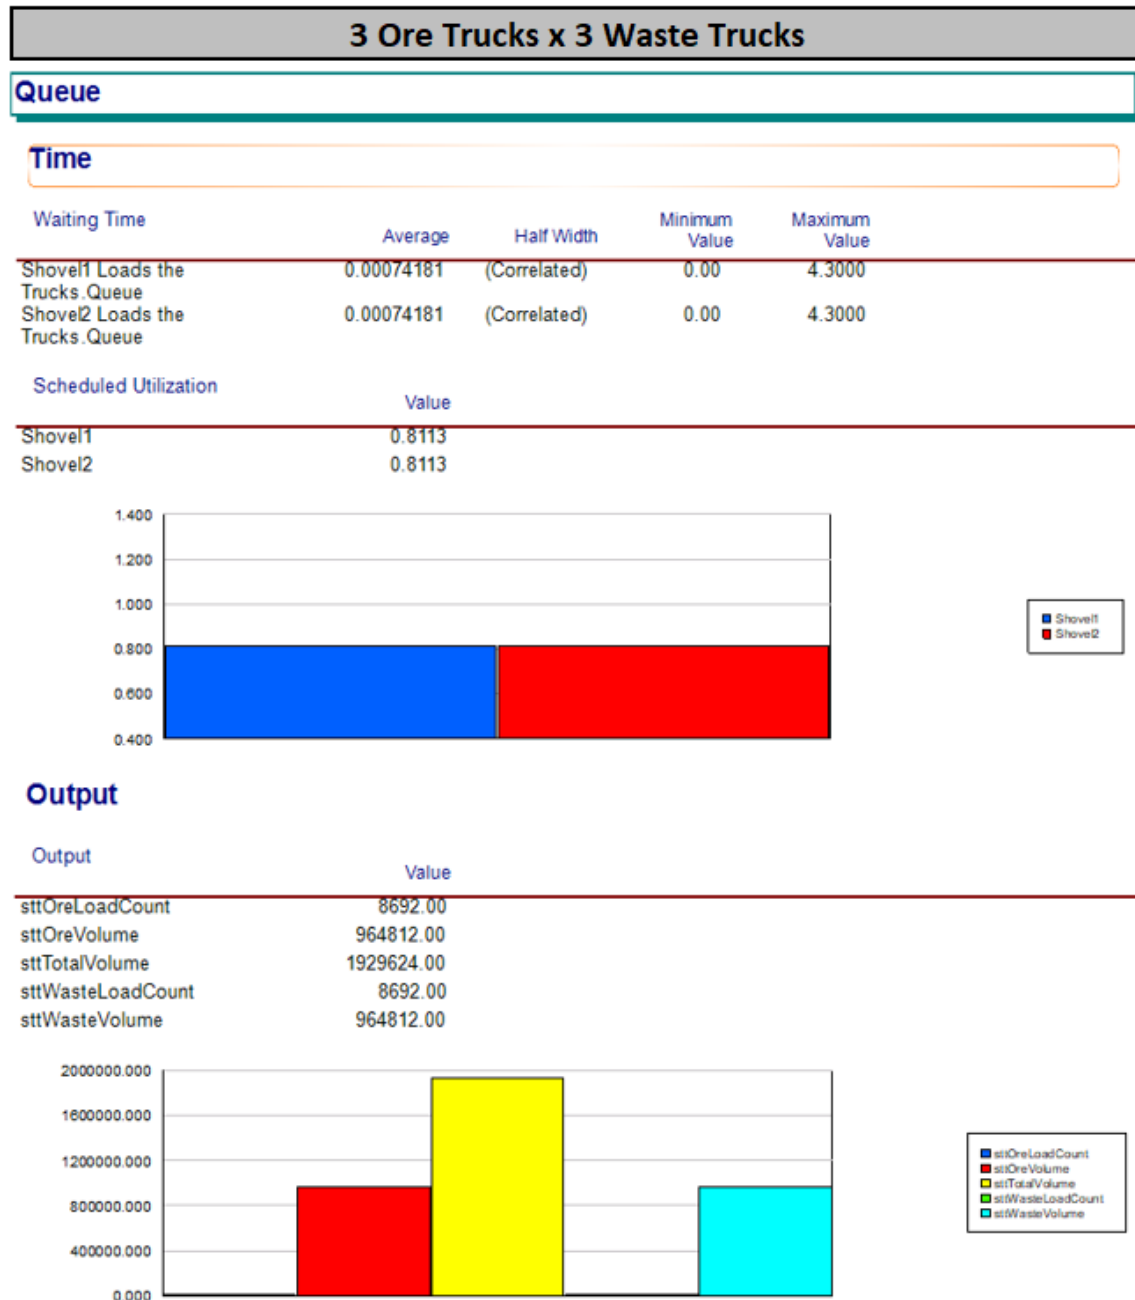 3 Ore Trucks x 3 Waste Trucks
Queue
Time
Waiting Time Average Half Width Minimum Value Maximum Value
Shovel1 Loads the Trucks.Queue 0.00074181 (Correlated) 0.00 4.3000
Shovel2 Loads the Trucks.Queue 0.00074181 (Correlated) 0.00 4.3000
Scheduled Utilization Value
Shovel1 0.8113
Shovel2 0.8113
1.400
1.200
1.000
0.800
0.600
0.400
Shovel1
Shovel2
Output
Output Value
sttOreLoadCount 8692.00
sttOreVolume 964812.00
sttTotalVolume 1929624.00
sttWasteLoadCount 8692.00
sttWasteVolume 964812.00
2000000.000
1600000.000
1200000.000
800000.000
400000.000
0.000
sttOreLoadCount
sttOreVolume
sttTotalVolume
sttWasteLoadCount
sttWasteVolume